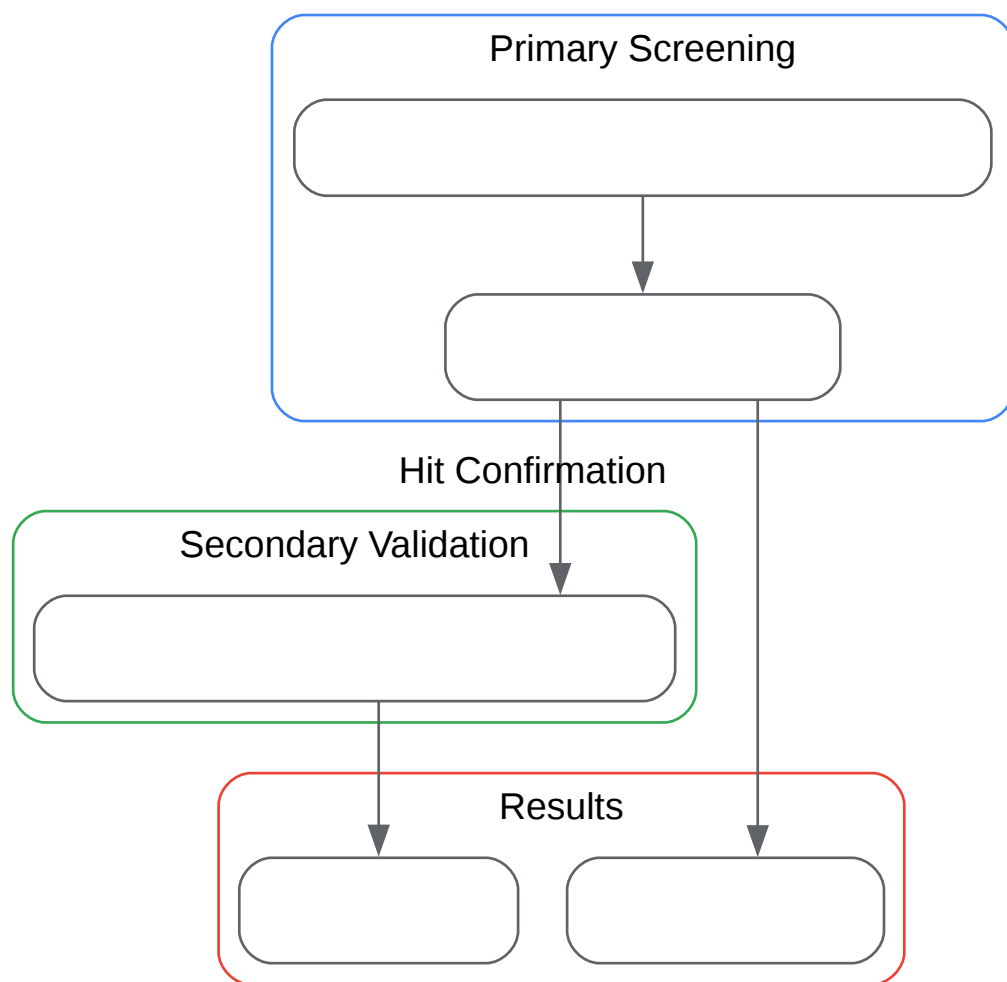 Primary Screening
Hit Confirmation
Secondary Validation
Results